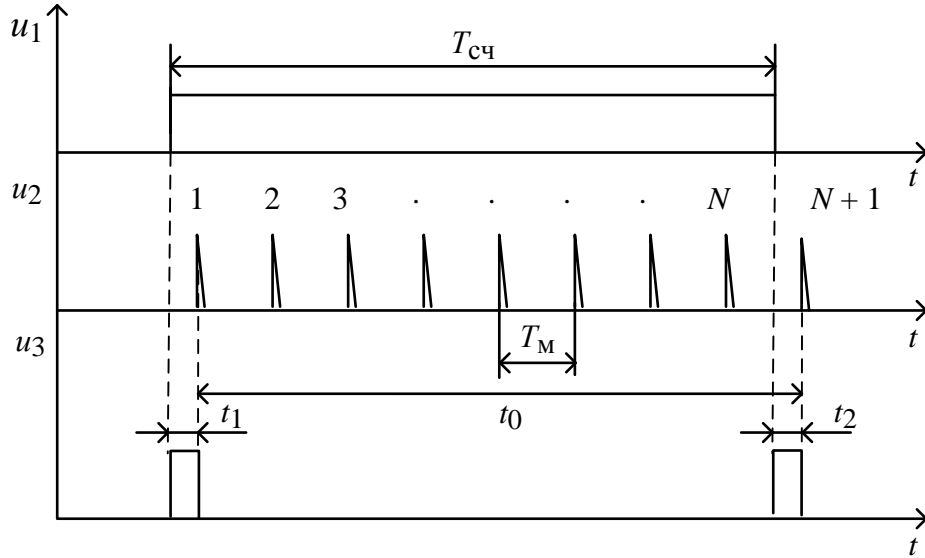 u1
Tсч
t
u2
1 2 3 . . . . N N + 1
t
u3
Tм
t1 t0 t2
t